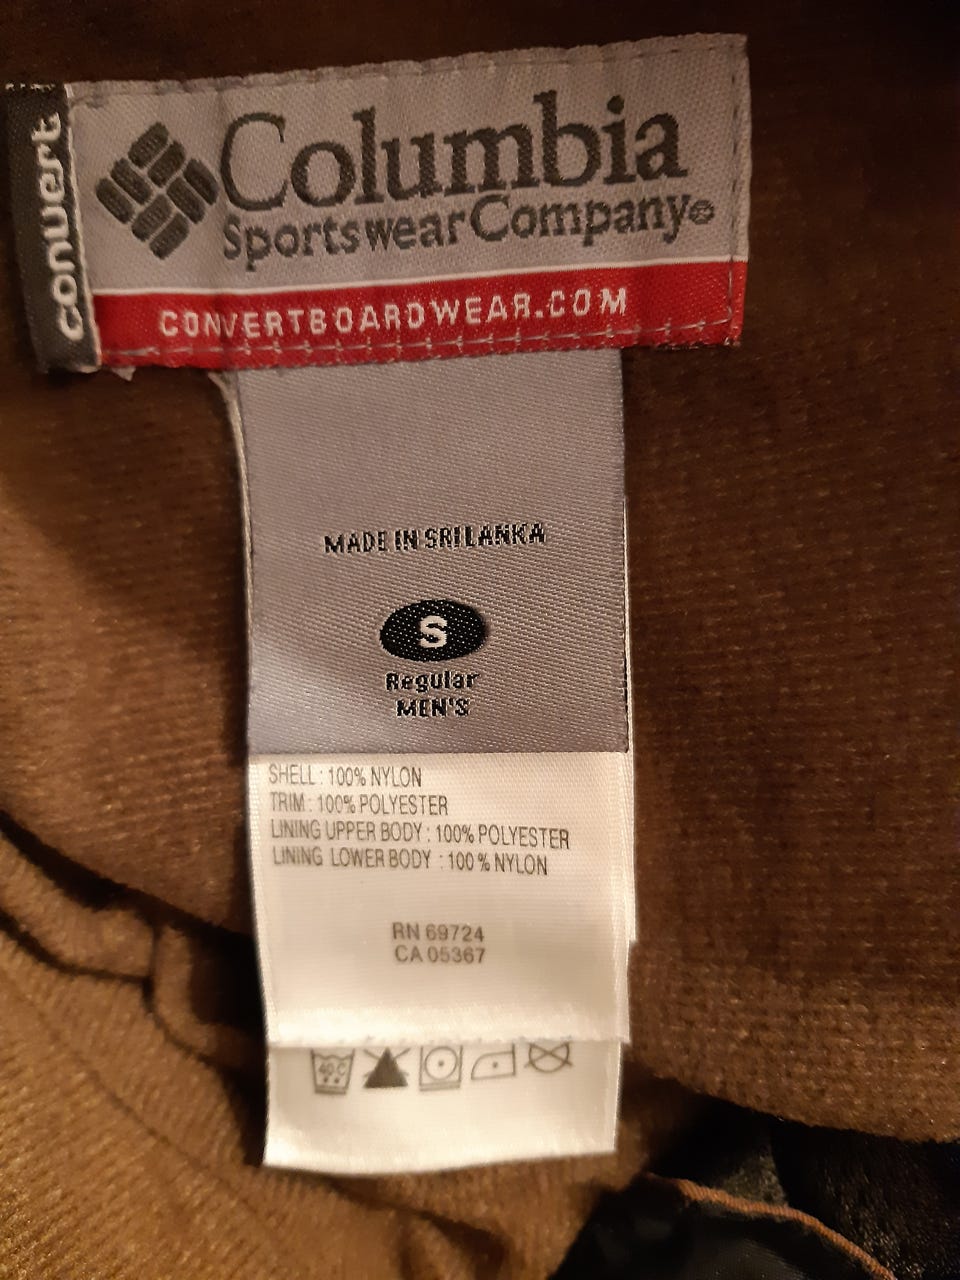 convert
Columbia
Sportswear Company®
CONVERTBOARDWEAR.COM
MADE IN SRI LANKA
S
Regular
MEN'S
SHELL : 100% NYLON
TRIM : 100% POLYESTER
LINING UPPER BODY : 100% POLYESTER
LINING LOWER BODY : 100% NYLON
RN 69724
CA 05367
40C